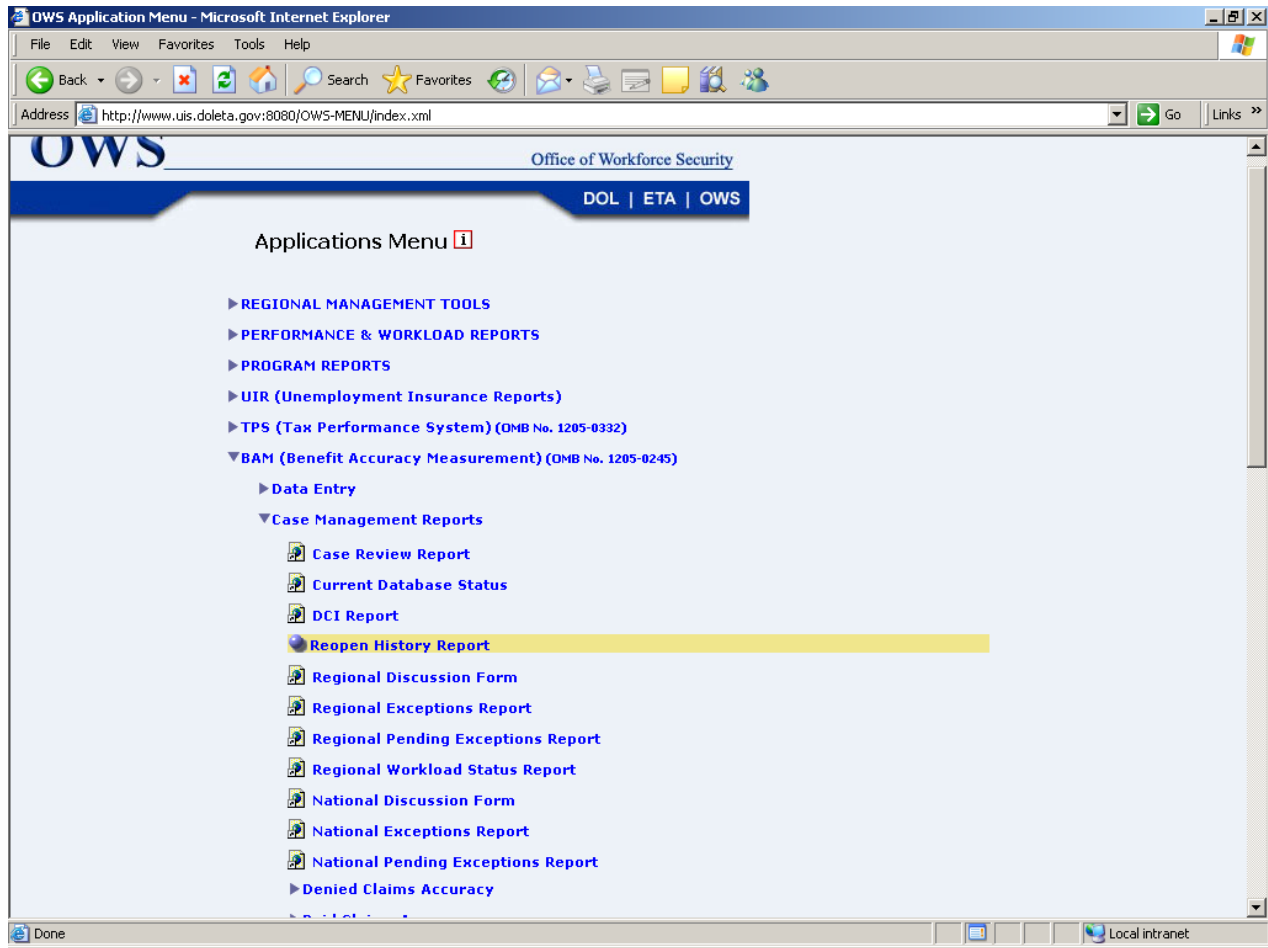 OWS Application Menu - Microsoft Internet Explorer
File Edit View Favorites Tools Help
Back Search Favorites
Address http://www.uis.doleta.gov:8080/OWS-MENU/index.xml Go Links »
OWS
Office of Workforce Security
DOL | ETA | OWS
Applications Menu i
REGIONAL MANAGEMENT TOOLS
PERFORMANCE & WORKLOAD REPORTS
PROGRAM REPORTS
UIR (Unemployment Insurance Reports)
TPS (Tax Performance System) (OMB No. 1205-0332)
BAM (Benefit Accuracy Measurement) (OMB No. 1205-0245)
Data Entry
Case Management Reports
Case Review Report
Current Database Status
DCI Report
Reopen History Report
Regional Discussion Form
Regional Exceptions Report
Regional Pending Exceptions Report
Regional Workload Status Report
National Discussion Form
National Exceptions Report
National Pending Exceptions Report
Denied Claims Accuracy
Done Local intranet